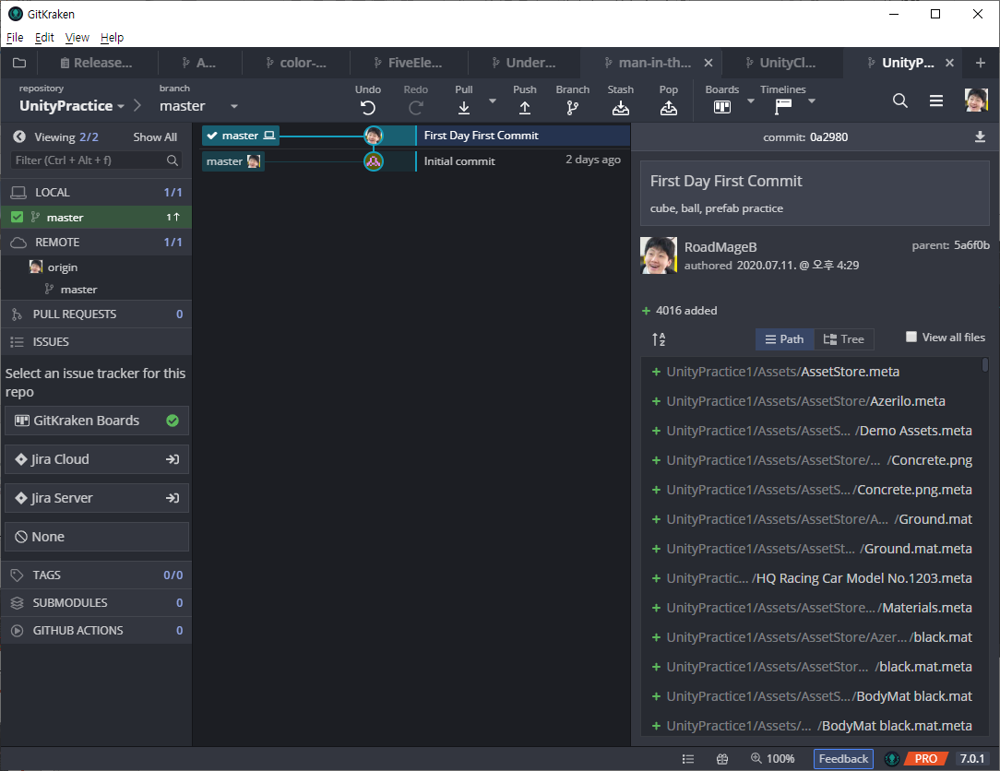 GitKraken
File Edit View Help
Release... A... color-... FiveEle... Under... man-in-th... UnityCl... UnityP...
repository branch
UnityPractice master
Undo Redo Pull Push Branch Stash Pop Boards Timelines
Viewing 2/2 Show All
Filter (Ctrl + Alt + f)
LOCAL 1/1
master 1↑
REMOTE 1/1
origin
master
PULL REQUESTS 0
ISSUES
Select an issue tracker for this
repo
GitKraken Boards
Jira Cloud
Jira Server
None
TAGS 0/0
SUBMODULES 0
GITHUB ACTIONS 0
master First Day First Commit
master Initial commit 2 days ago
commit: 0a2980
First Day First Commit
cube, ball, prefab practice
RoadMageB parent: 5a6f0b
authored 2020.07.11. @ 오후 4:29
+ 4016 added
Path Tree View all files
+ UnityPractice1/Assets/AssetStore.meta
+ UnityPractice1/Assets/AssetStore/Azerilo.meta
+ UnityPractice1/Assets/AssetS... /Demo Assets.meta
+ UnityPractice1/Assets/AssetStore/... /Concrete.png
+ UnityPractice1/Assets/AssetS... /Concrete.png.meta
+ UnityPractice1/Assets/AssetStore/A... /Ground.mat
+ UnityPractice1/Assets/AssetSt... /Ground.mat.meta
+ UnityPractic... /HQ Racing Car Model No.1203.meta
+ UnityPractice1/Assets/AssetStore... /Materials.meta
+ UnityPractice1/Assets/AssetStore/Azer... /black.mat
+ UnityPractice1/Assets/AssetStor... /black.mat.meta
+ UnityPractice1/Assets/AssetS... /BodyMat black.mat
+ UnityPractice1/Assets/... /BodyMat black.mat.meta
100% Feedback PRO 7.0.1